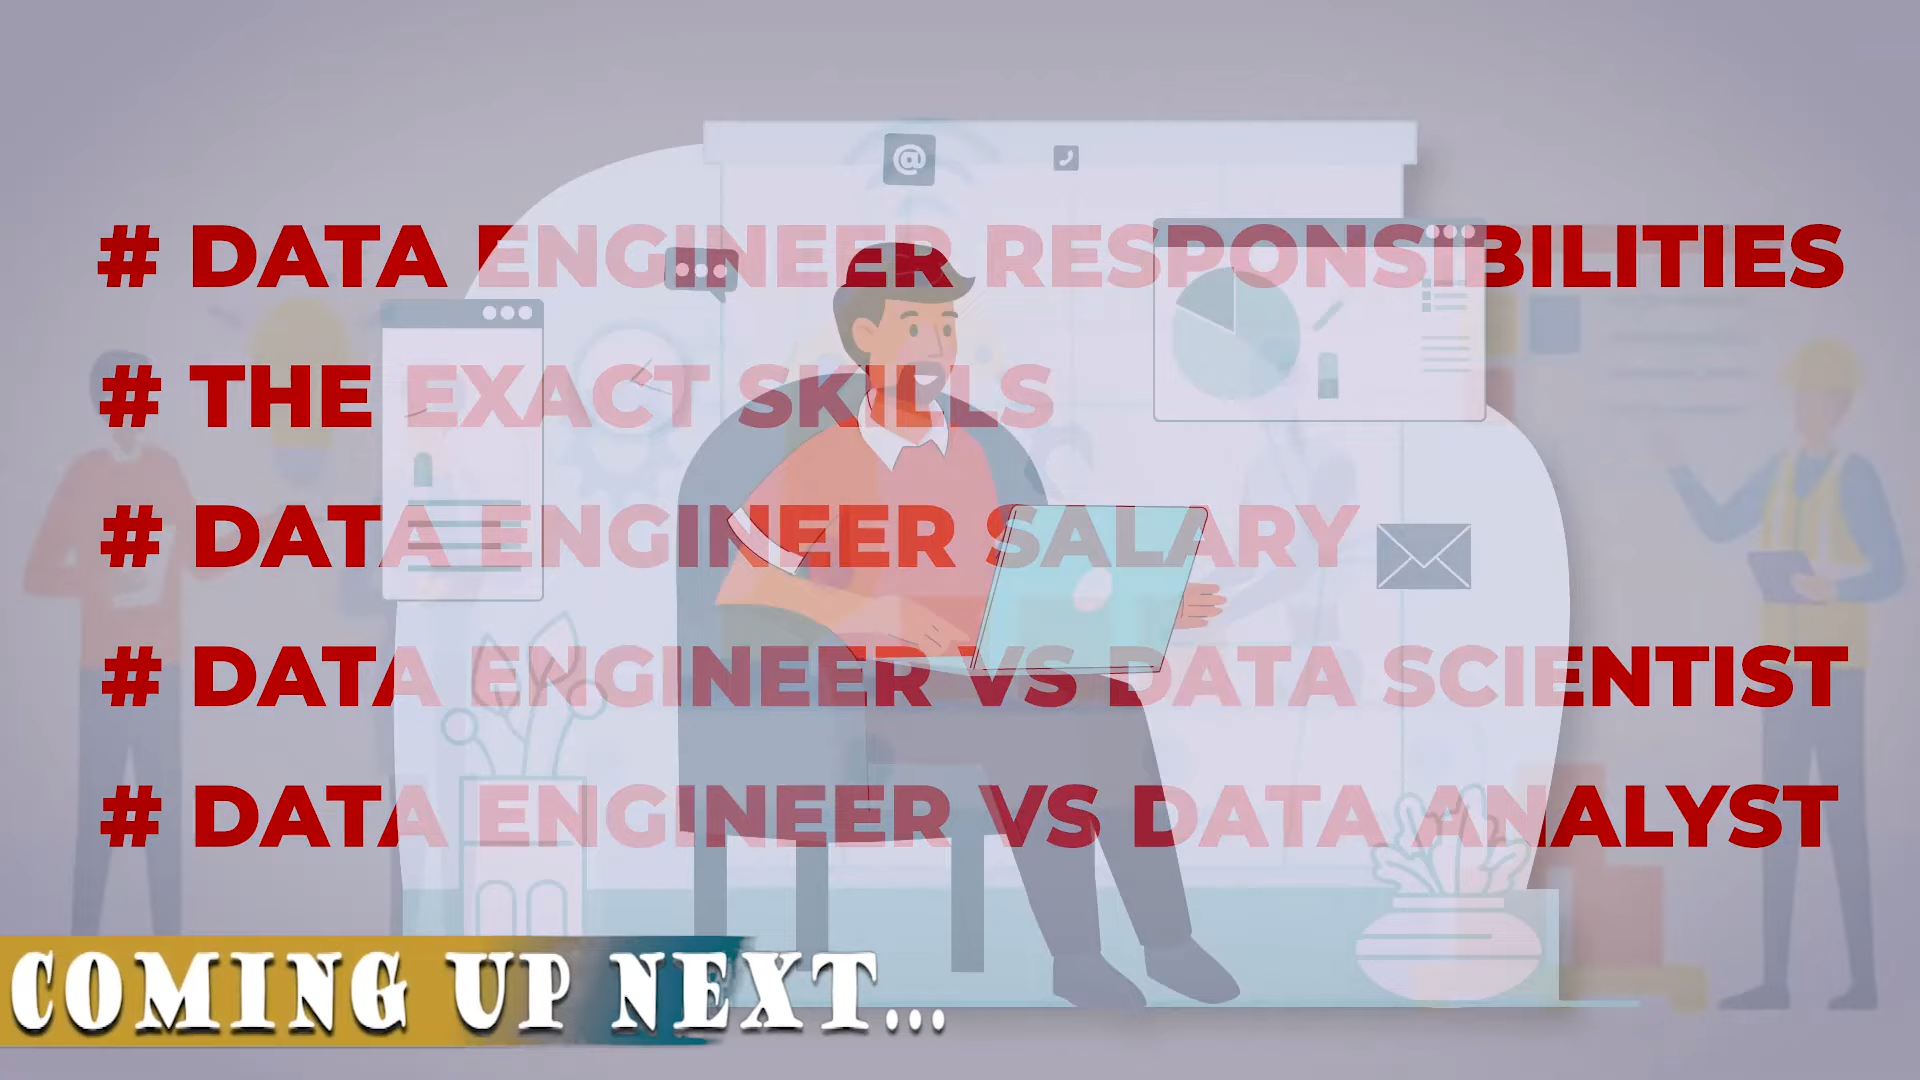 @
# DATA ENGINEER RESPONSIBILITIES
# THE EXACT SKILLS
# DATA ENGINEER SALARY
# DATA ENGINEER VS DATA SCIENTIST
# DATA ENGINEER VS DATA ANALYST
COMING UP NEXT...